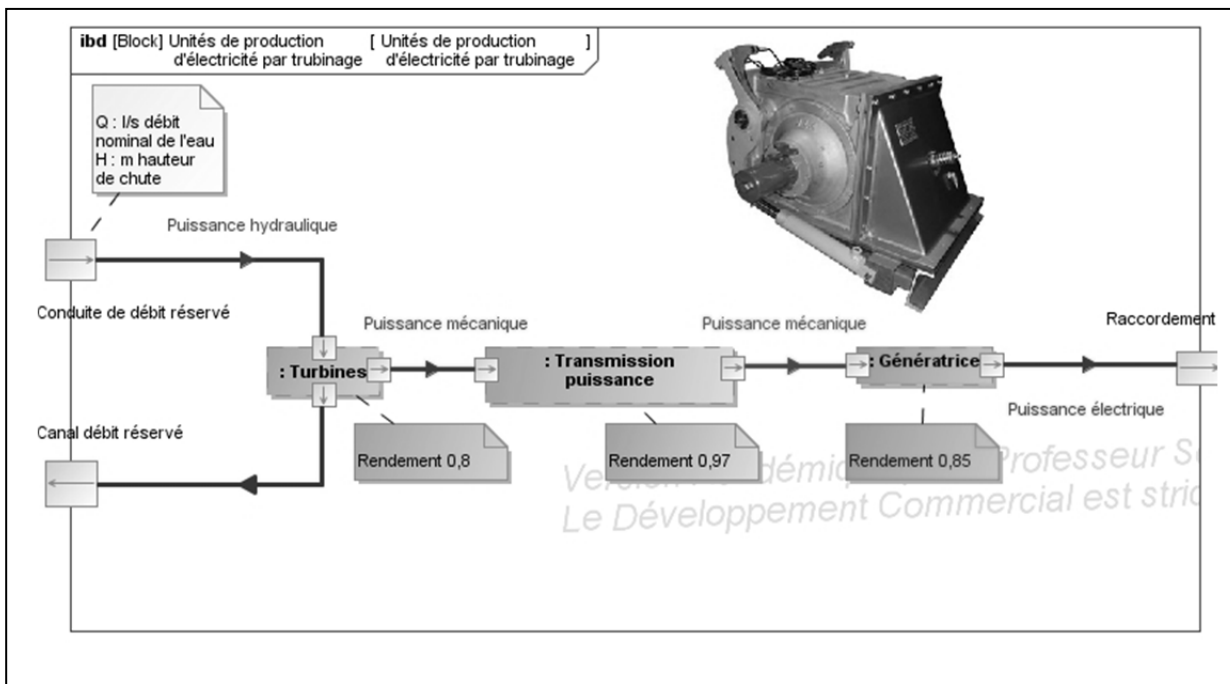 ibd [Block] Unités de production [ Unités de production ]
d'électricité par trubinage d'électricité par trubinage
Q : l/s débit
nominal de l'eau
H : m hauteur
de chute
Puissance hydraulique
Conduite de débit réservé
Puissance mécanique
Puissance mécanique
Raccordement
: Turbines
: Transmission
puissance
: Génératrice
Puissance électrique
Canal débit réservé
Rendement 0,8
Rendement 0,97
Rendement 0,85
Professeur
Le Développement Commercial est